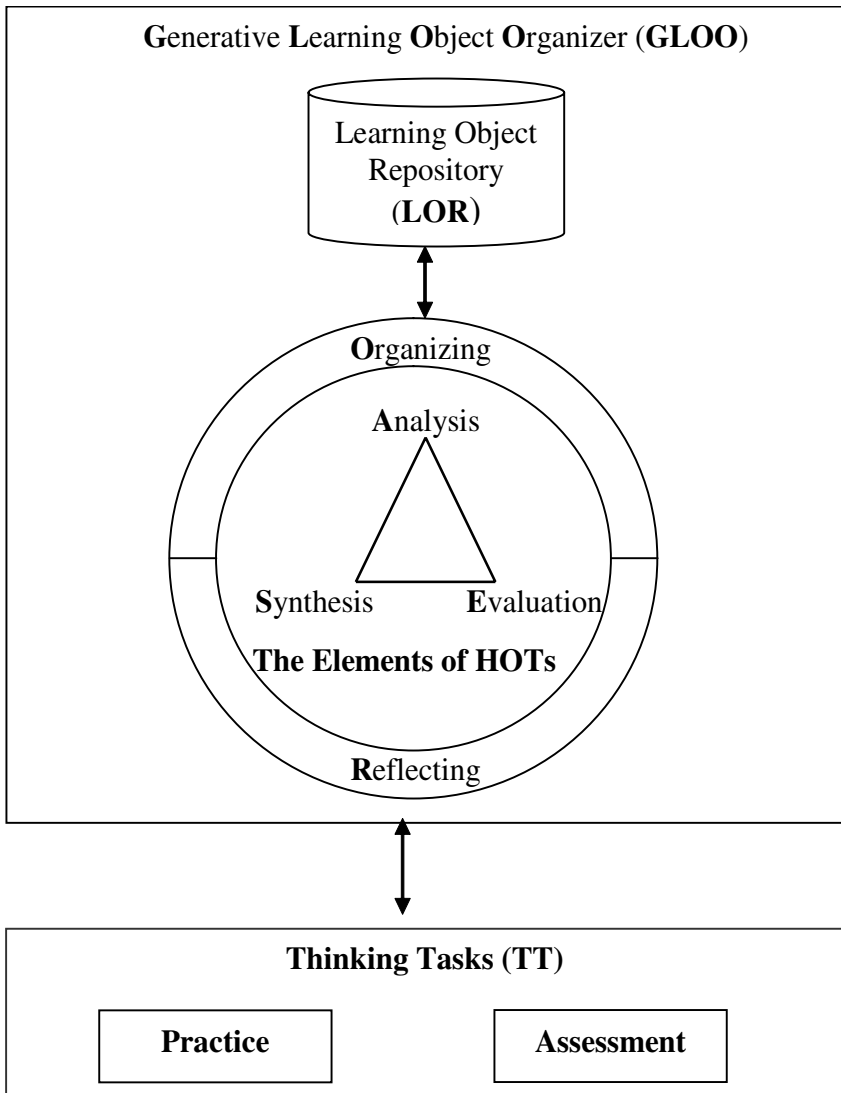 Generative Learning Object Organizer (GLOO)
Learning Object
Repository
(LOR)
Organizing
Analysis
Synthesis Evaluation
The Elements of HOTs
Reflecting
Thinking Tasks (TT)
Practice Assessment